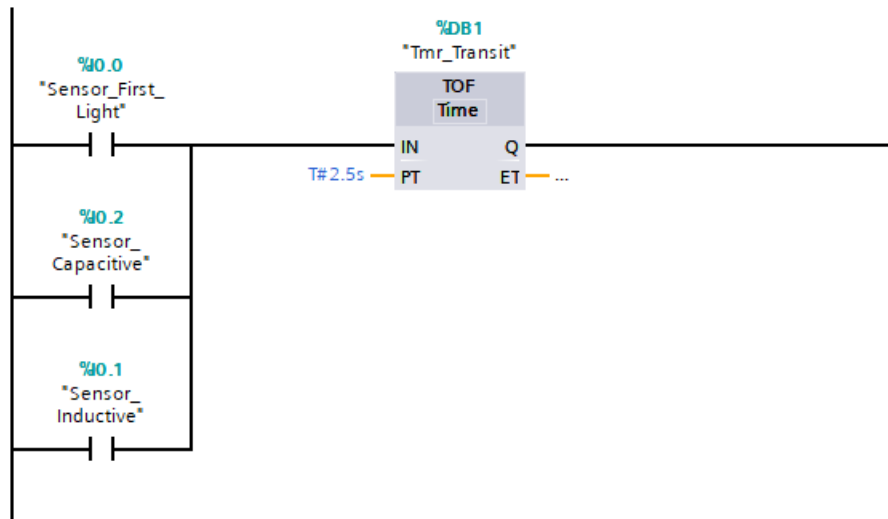 %DB1
"Tmr_Transit"
%I0.0
"Sensor_First_
Light"
TOF
Time
IN
Q
T#2.5s
PT
ET
...
%I0.2
"Sensor_
Capacitive"
%I0.1
"Sensor_
Inductive"